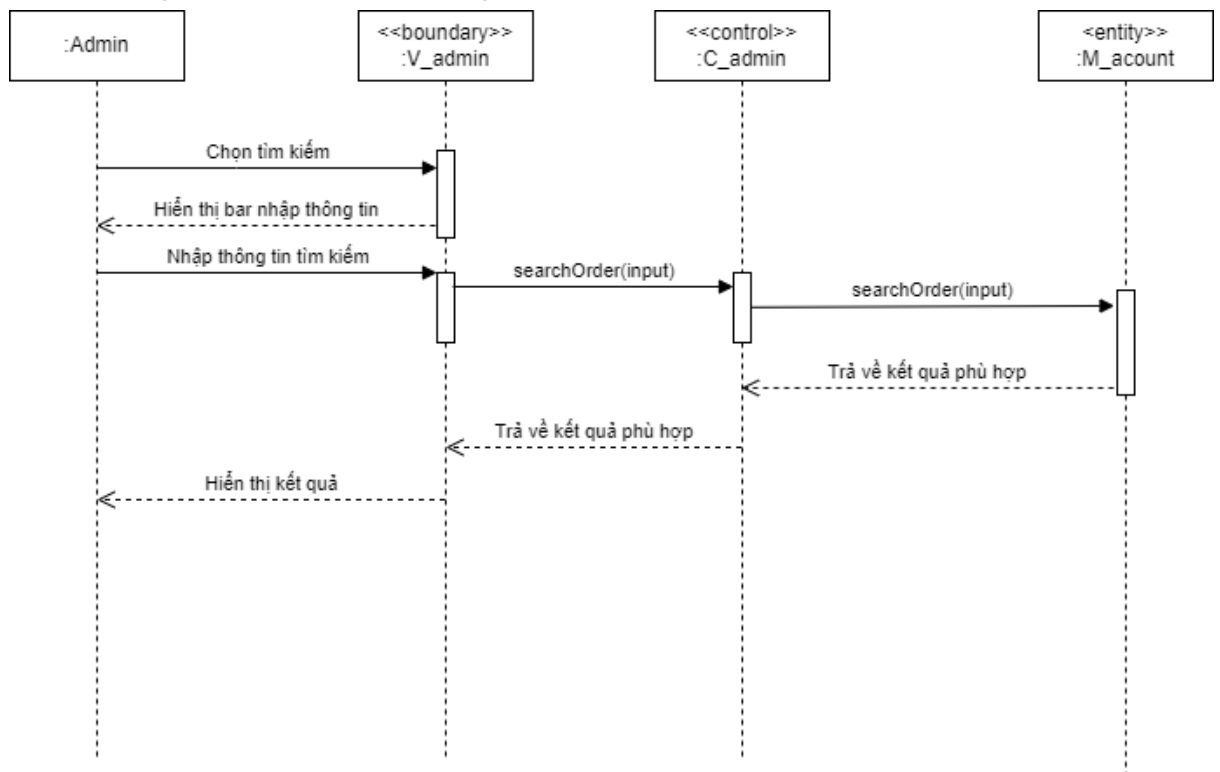 :Admin
<<boundary>>
:V_admin
<<control>>
:C_admin
<entity>>
:M_acount
Chọn tìm kiếm
Hiển thị bar nhập thông tin
Nhập thông tin tìm kiếm
searchOrder(input)
searchOrder(input)
Trả về kết quả phù hợp
Trả về kết quả phù hợp
Hiển thị kết quả